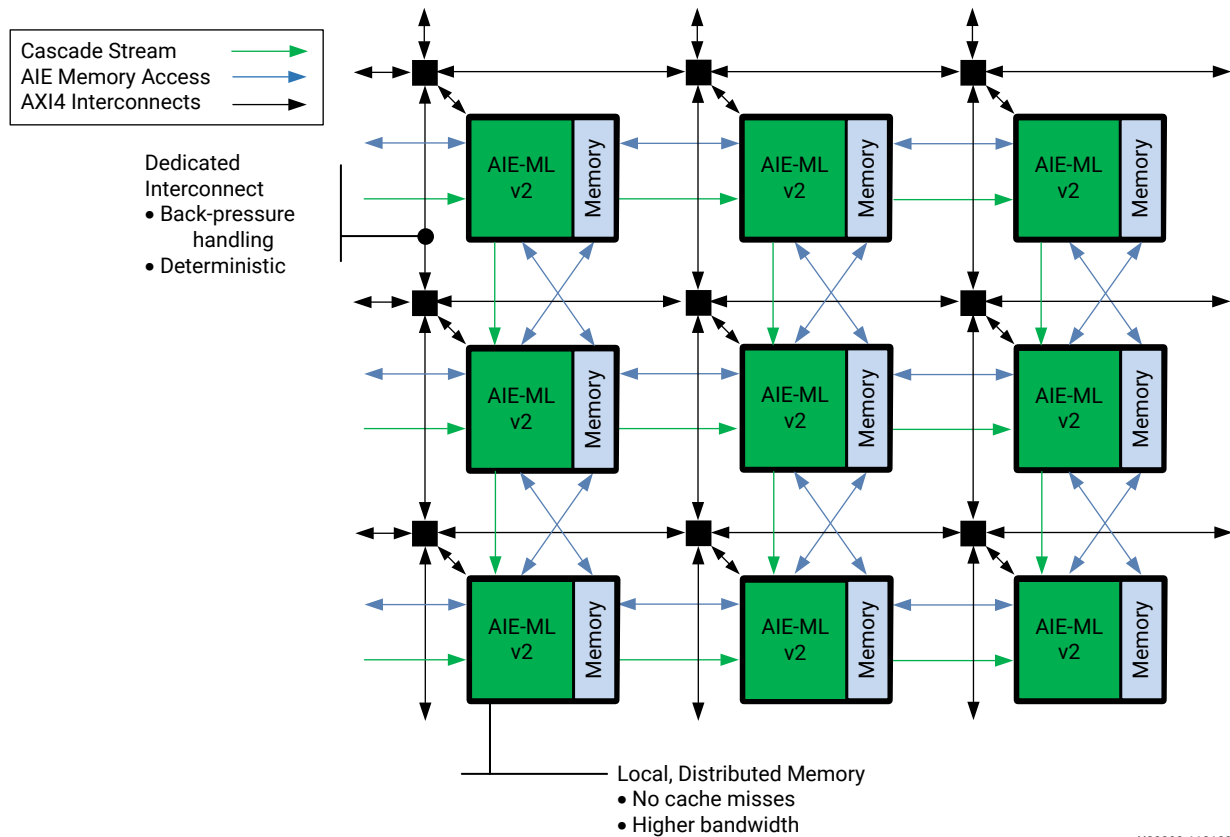 Cascade Stream
AIE Memory Access
AXI4 Interconnects
Dedicated
Interconnect
• Back-pressure
handling
• Deterministic
AIE-ML
v2
Memory
AIE-ML
v2
Memory
AIE-ML
v2
Memory
AIE-ML
v2
Memory
AIE-ML
v2
Memory
AIE-ML
v2
Memory
AIE-ML
v2
Memory
AIE-ML
v2
Memory
AIE-ML
v2
Memory
Local, Distributed Memory
• No cache misses
• Higher bandwidth